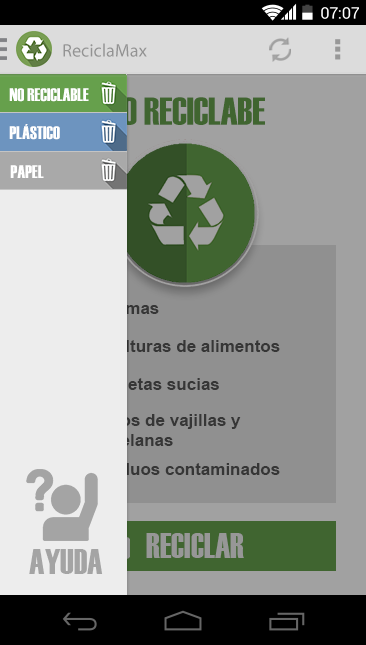 07:07
ReciclaMax
NO RECICLABLE
PLÁSTICO
PAPEL
O RECICLABE
mas
lturas de alimentos
etas sucias
os de vajillas y
elanas
duos contaminados
RECICLAR
AYUDA